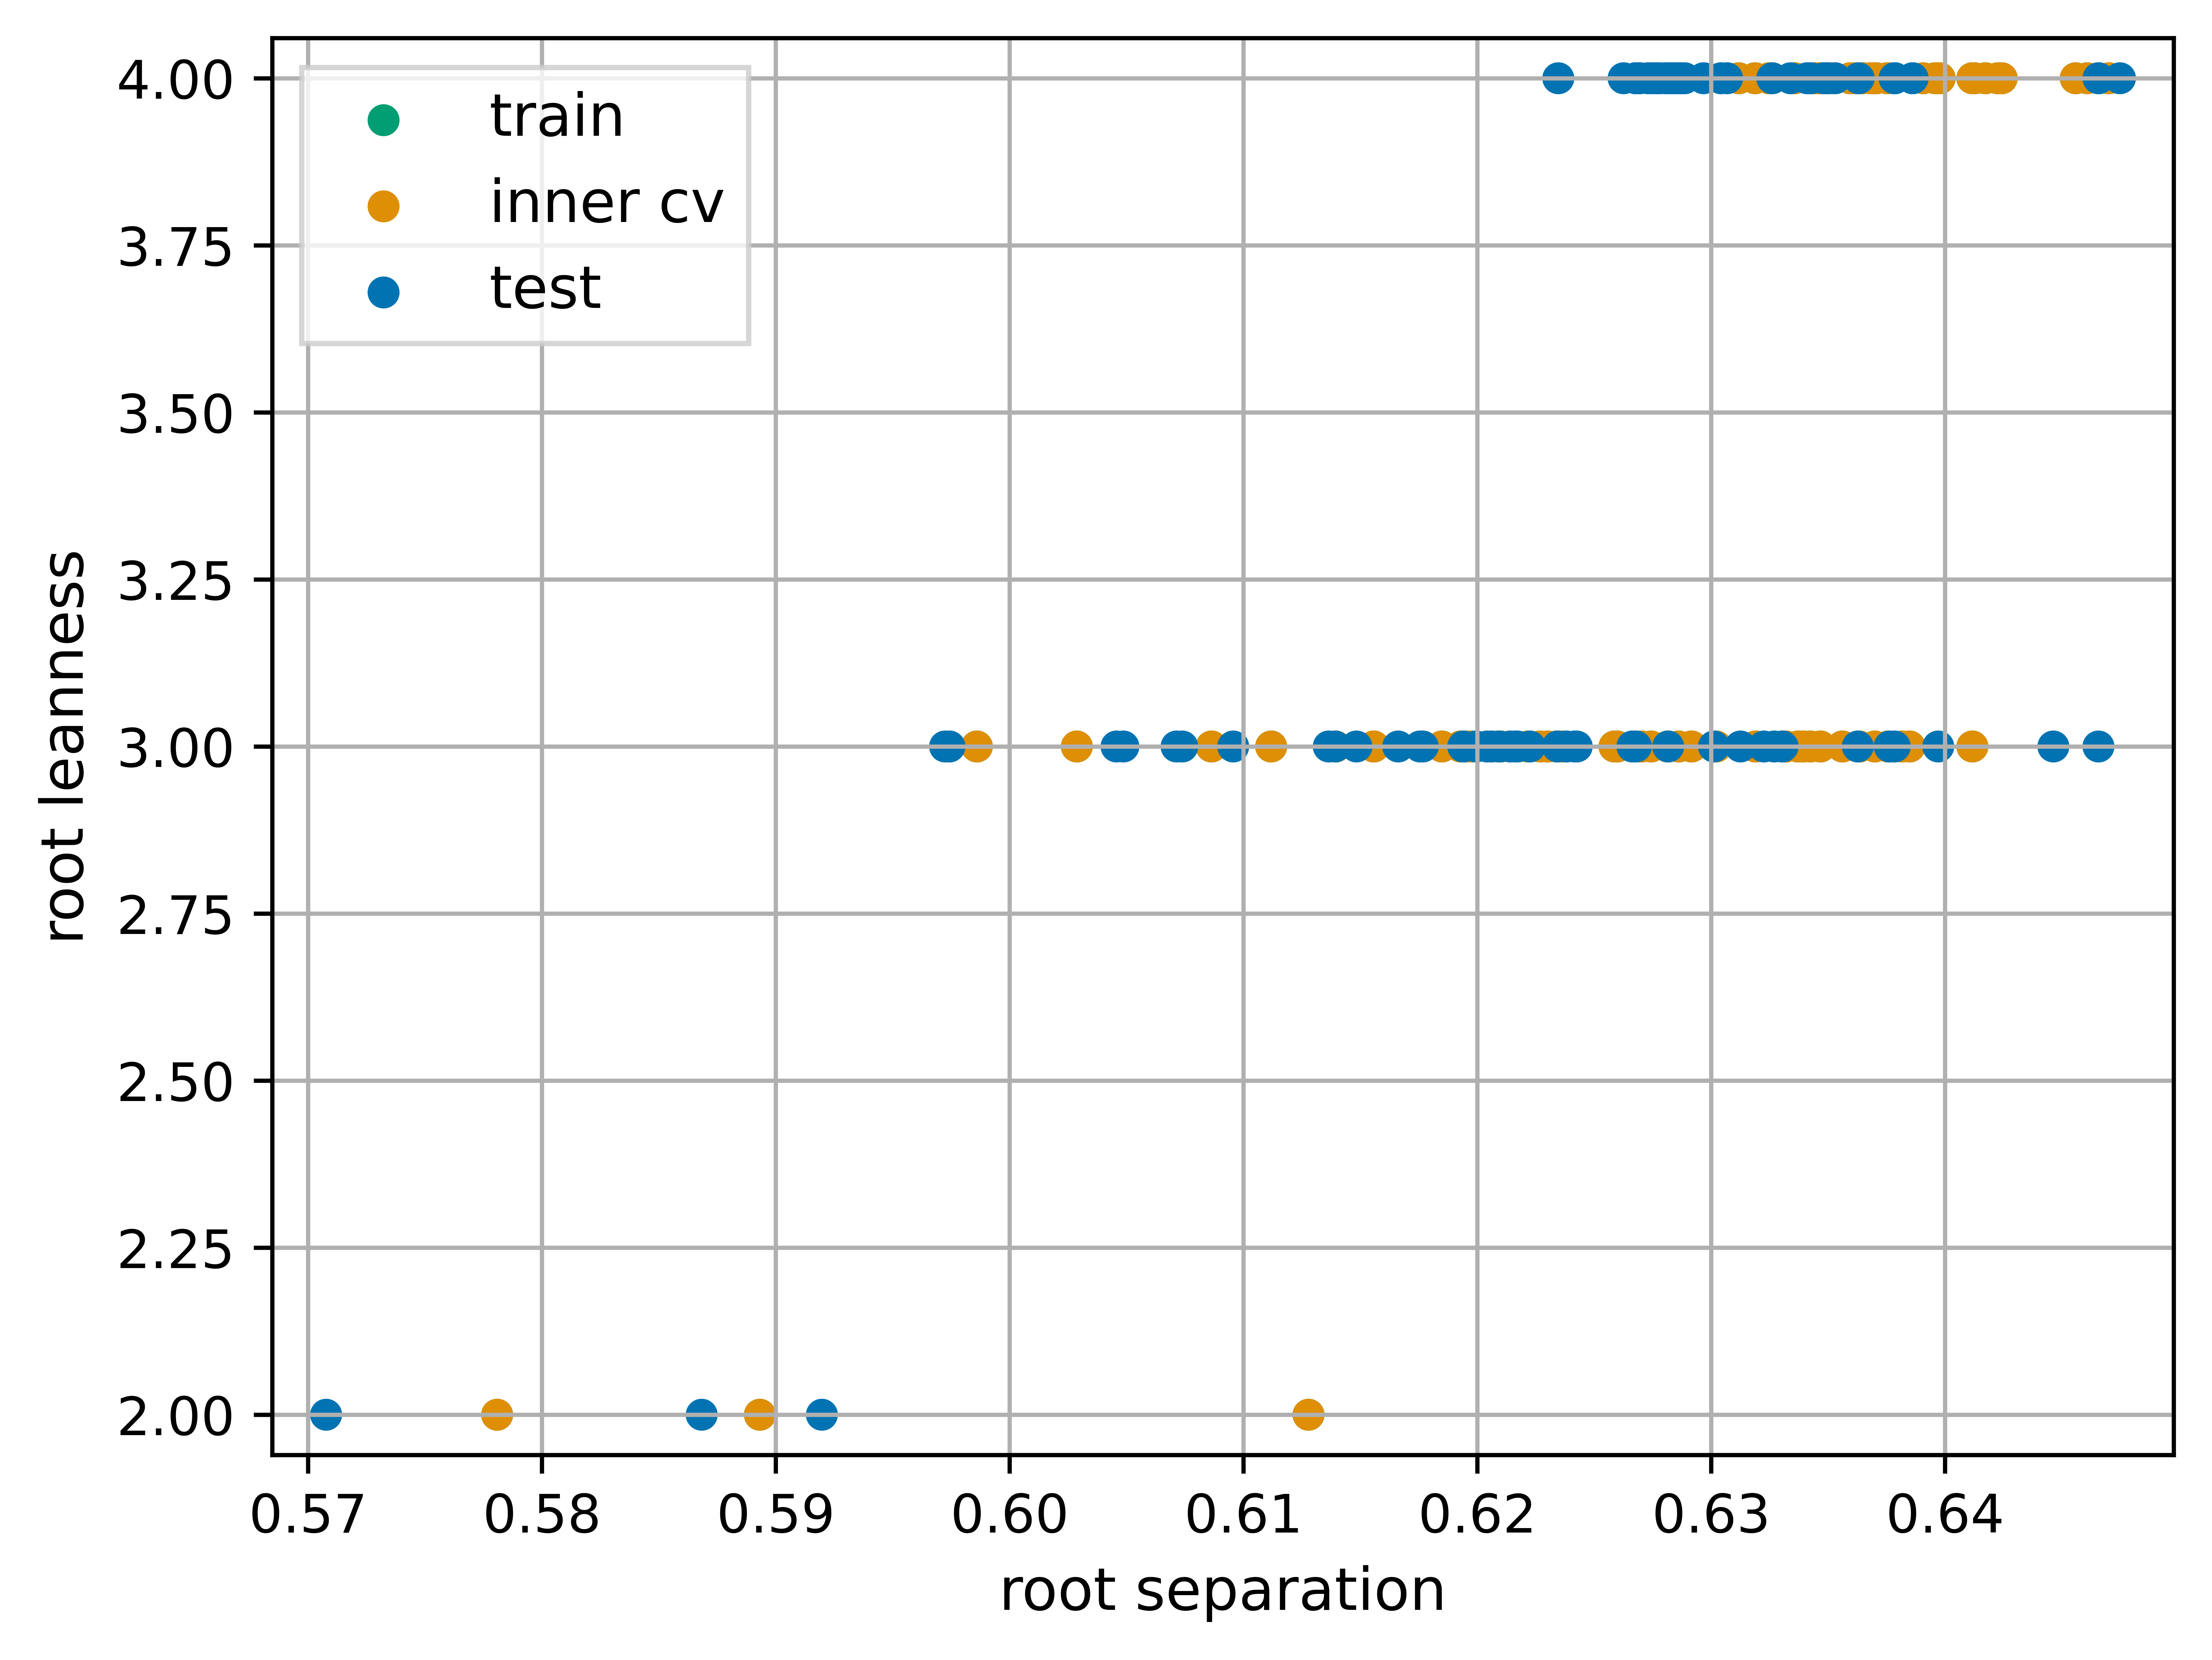 4.00
3.75
3.50
3.25
3.00
2.75
2.50
2.25
2.00
root leanness
train
inner cv
test
0.57 0.58 0.59 0.60 0.61 0.62 0.63 0.64
root separation